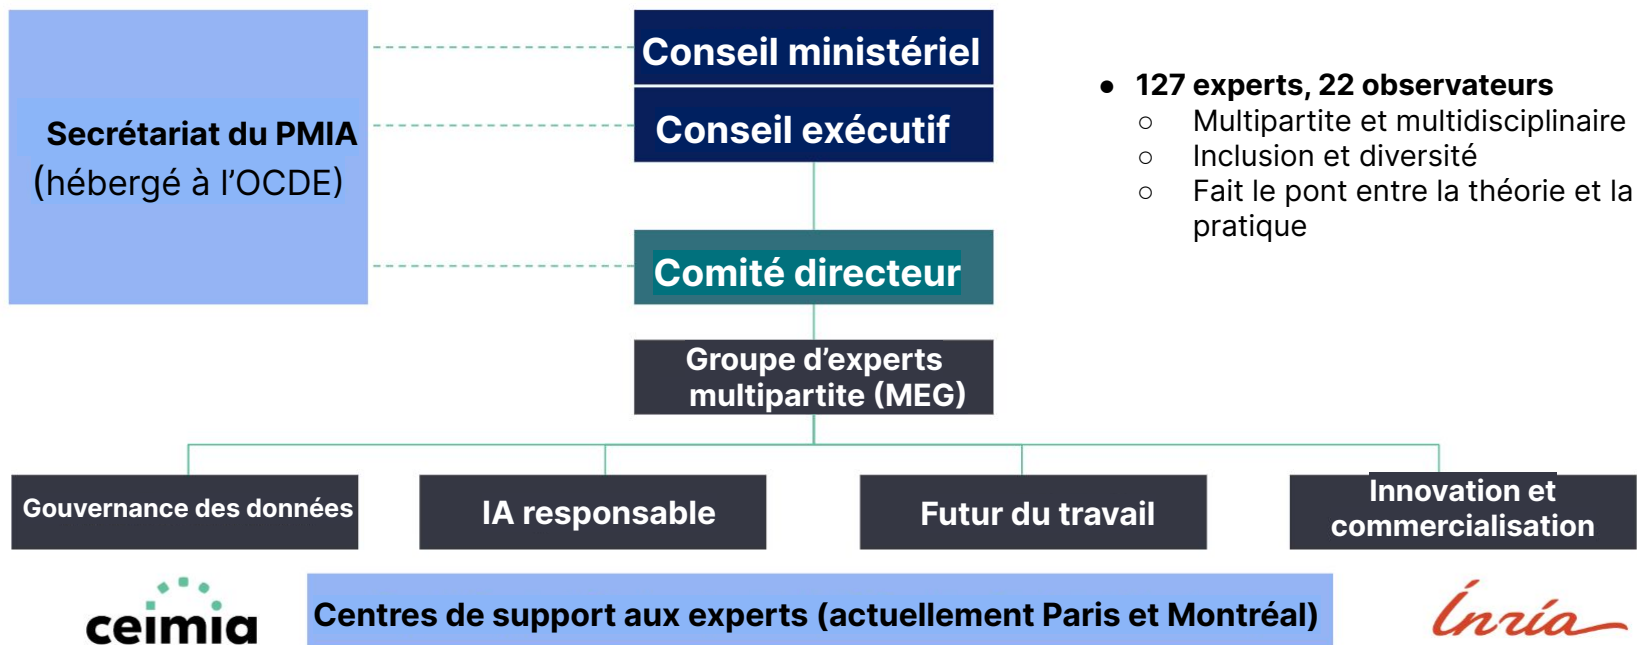 Secrétariat du PMIA
(hébergé à l'OCDE)
Conseil ministériel
Conseil exécutif
Comité directeur
Groupe d'experts
multipartite (MEG)
● 127 experts, 22 observateurs
○ Multipartite et multidisciplinaire
○ Inclusion et diversité
○ Fait le pont entre la théorie et la
pratique
Gouvernance des données
IA responsable
Futur du travail
Innovation et
commercialisation
ceimia
Centres de support aux experts (actuellement Paris et Montréal)
Inria